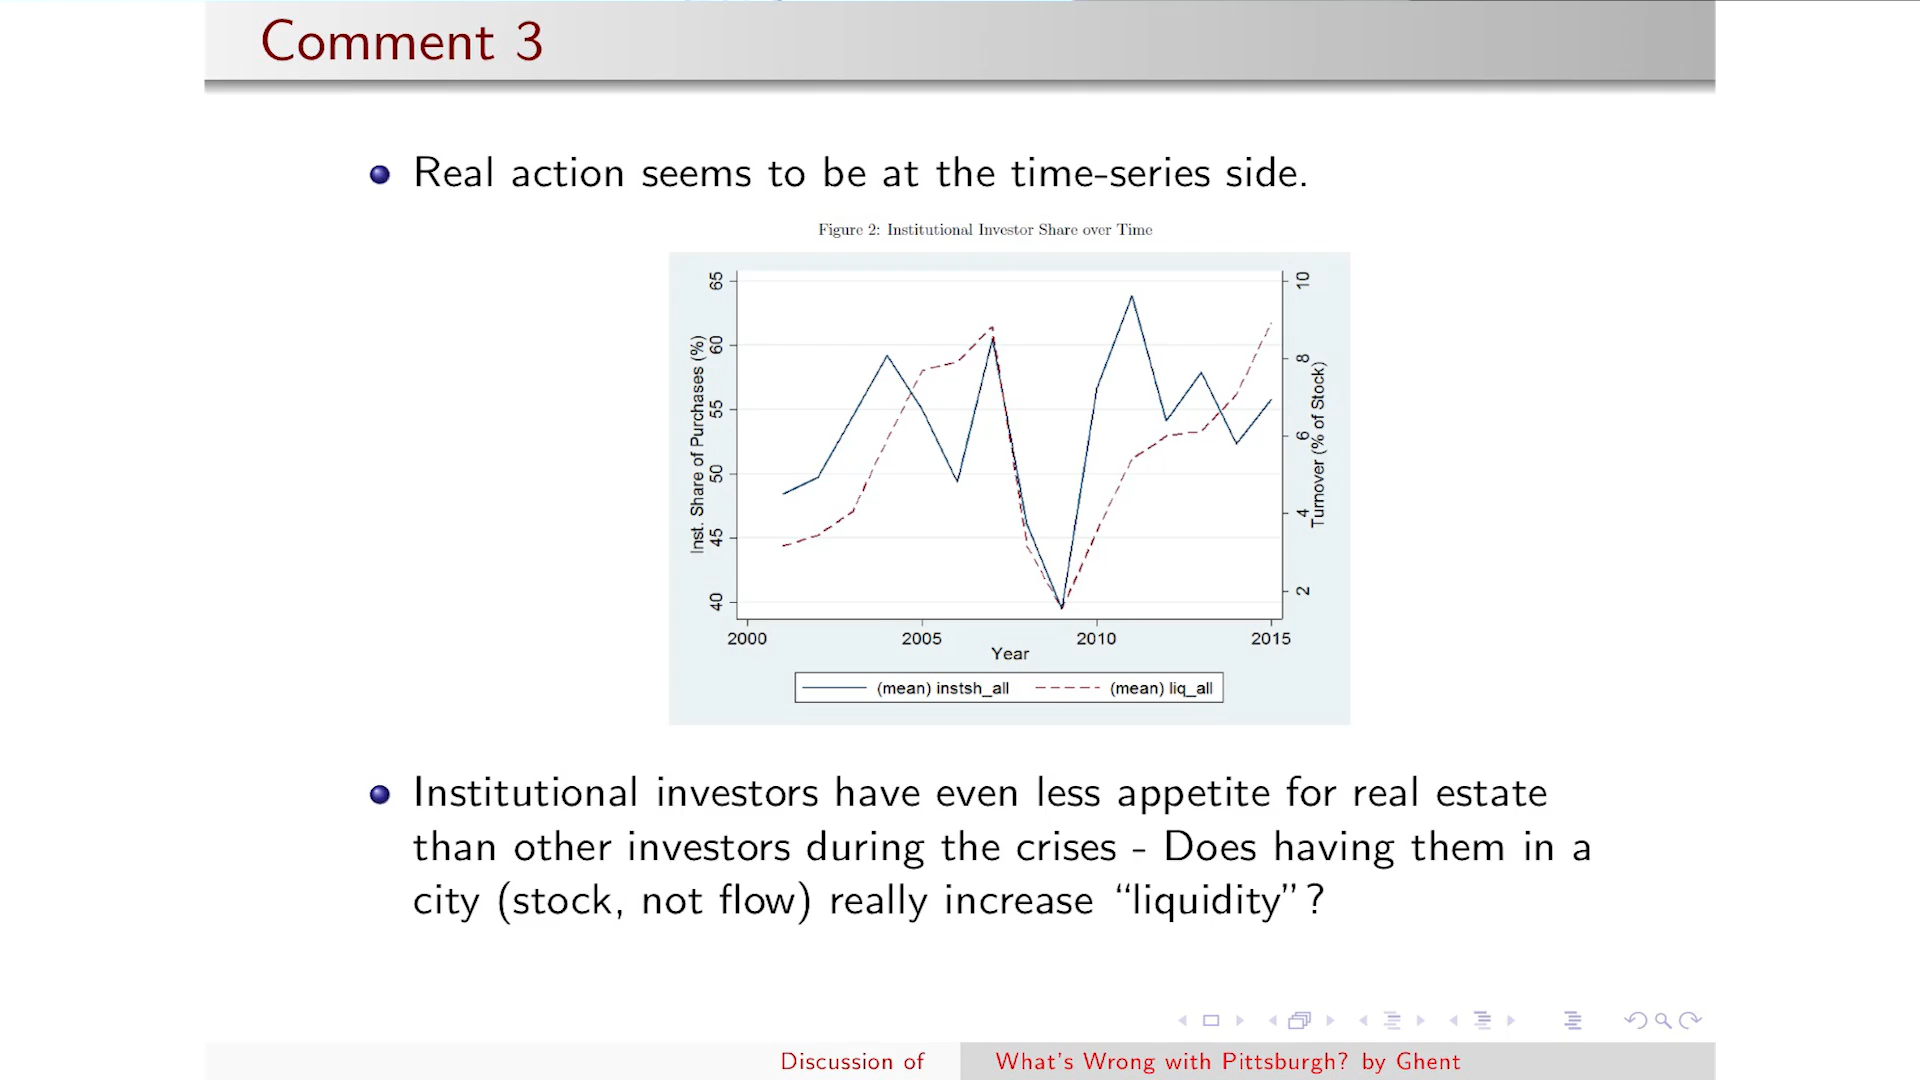 Comment 3
Real action seems to be at the time-series side.
Figure 2: Institutional Investor Share over Time
Inst. Share of Purchases (%)
65
60
55
50
45
40
10
8
6
4
2
Turnover (% of Stock)
2000 2005 2010 2015
Year
(mean) instsh_all (mean) liq_all
Institutional investors have even less appetite for real estate
than other investors during the crises - Does having them in a
city (stock, not flow) really increase “liquidity”?
Discussion of What's Wrong with Pittsburgh? by Ghent